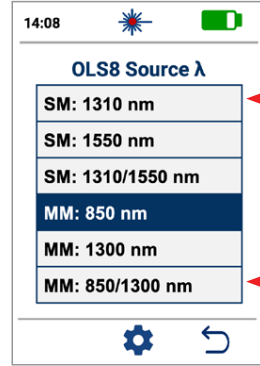 14:08
OLS8 Source λ
SM: 1310 nm
SM: 1550 nm
SM: 1310/1550 nm
MM: 850 nm
MM: 1300 nm
MM: 850/1300 nm